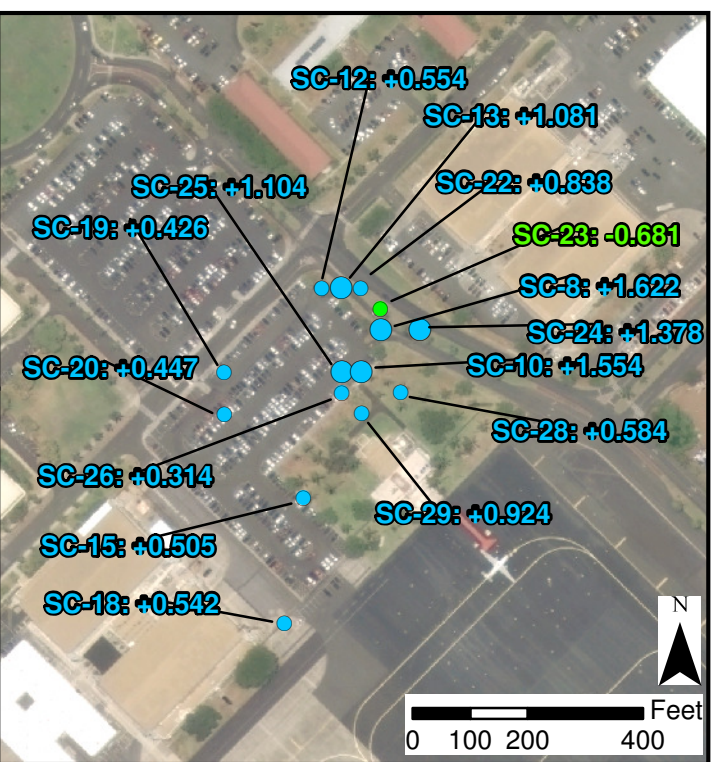 SC-12: +0.554
SC-13: +1.081
SC-25: +1.104
SC-22: +0.838
SC-19: +0.426
SC-23: -0.681
SC-8: +1.622
SC-24: +1.378
SC-20: +0.447
SC-10: +1.554
SC-28: +0.584
SC-26: +0.314
SC-29: +0.924
SC-15: +0.505
SC-18: +0.542
N
Feet
0 100 200 400